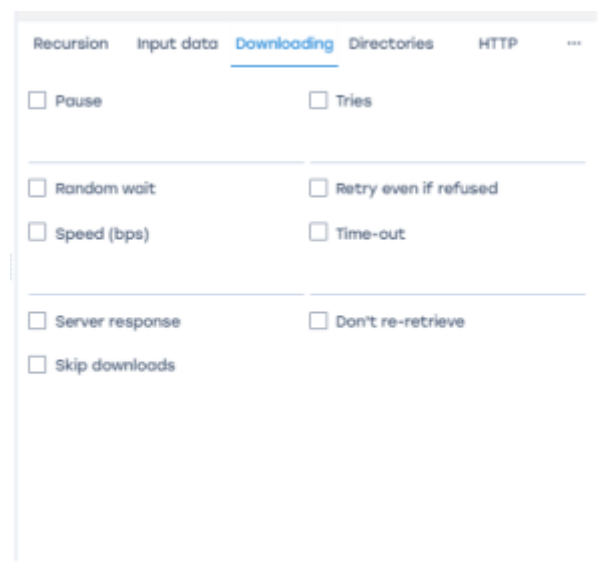 Recursion Input data Downloading Directories HTTP ...
Pause Tries
Random wait Retry even if refused
Speed (bps) Time-out
Server response Don't re-retrieve
Skip downloads